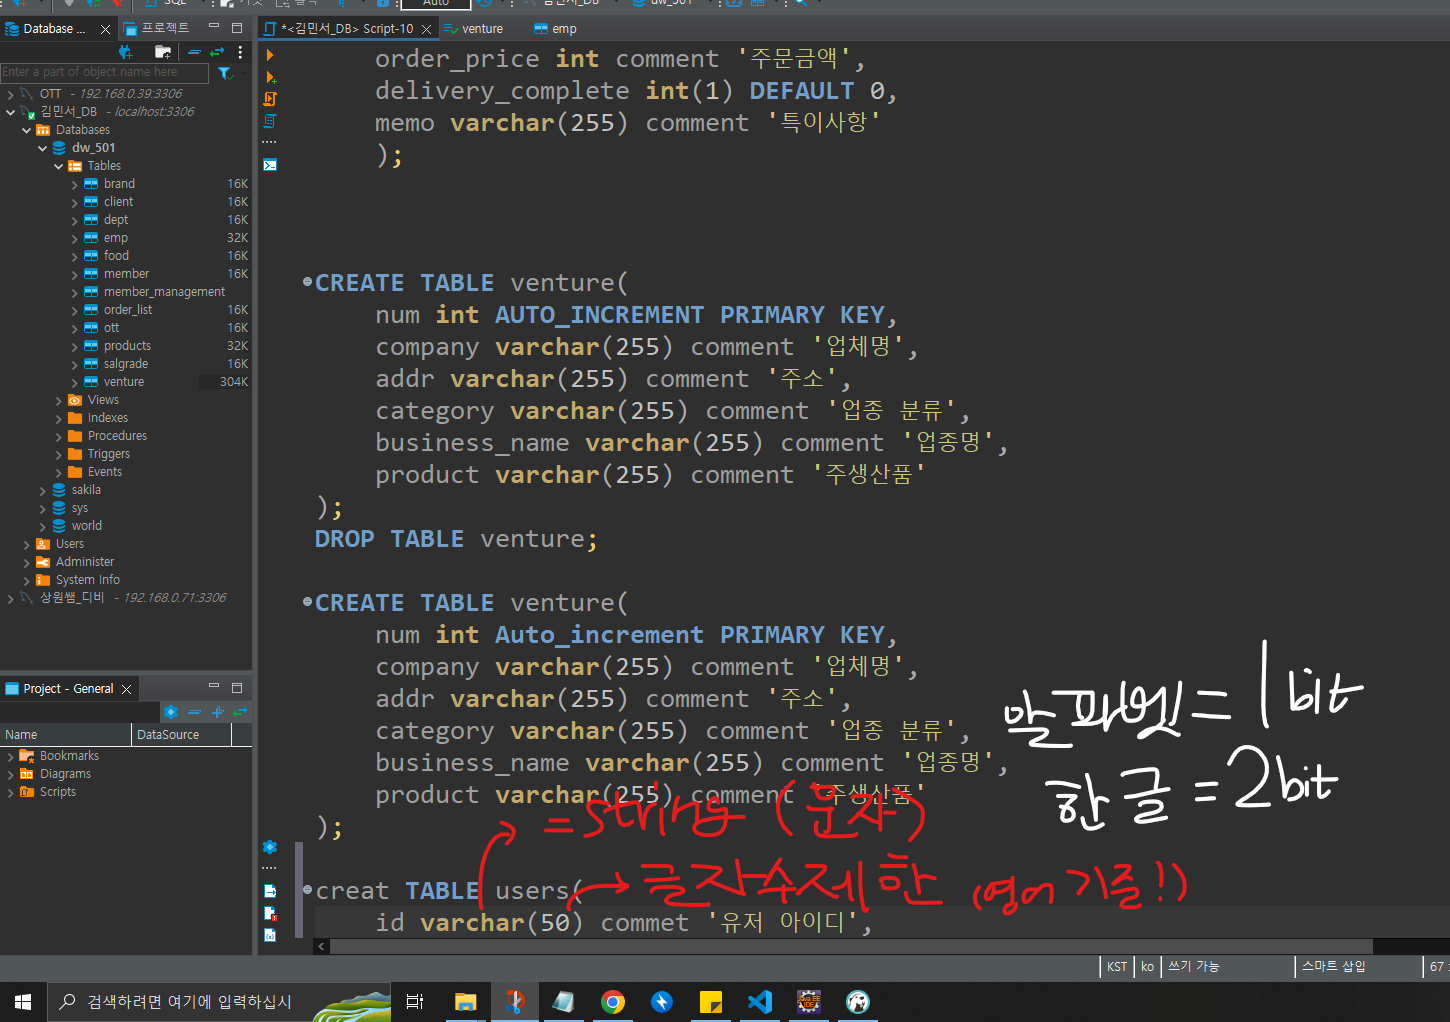 Auto
Database ...
프로젝트
*<김민서_DB> Script-10
venture
emp
Enter a part of object name here
OTT - 192.168.0.39:3306
김민서_DB - localhost:3306
Databases
dw_501
Tables
brand 16K
client 16K
dept 16K
emp 32K
food 16K
member 16K
member_management
order_list 16K
ott 16K
products 32K
salgrade 16K
venture 304K
Views
Indexes
Procedures
Triggers
Events
sakila
sys
world
Users
Administer
System Info
상원쌤_디비 - 192.168.0.71:3306
Project - General
Name DataSource
Bookmarks
Diagrams
Scripts
order_price int comment '주문금액',
delivery_complete int(1) DEFAULT 0,
memo varchar(255) comment '특이사항'
);
CREATE TABLE venture(
num int AUTO_INCREMENT PRIMARY KEY,
company varchar(255) comment '업체명',
addr varchar(255) comment '주소',
category varchar(255) comment '업종 분류',
business_name varchar(255) comment '업종명',
product varchar(255) comment '주생산품'
);
DROP TABLE venture;
CREATE TABLE venture(
num int Auto_increment PRIMARY KEY,
company varchar(255) comment '업체명',
addr varchar(255) comment '주소',
category varchar(255) comment '업종 분류',
business_name varchar(255) comment '업종명',
product varchar(255) comment '주생산품'
);
알파벳 = 1bit
한글 = 2bit
= string (문자)
→ 글자수제한 (영어 기준!)
creat TABLE users(
id varchar(50) commet '유저 아이디',
KST ko 쓰기 가능 스마트 삽입 67
검색하려면 여기에 입력하십시